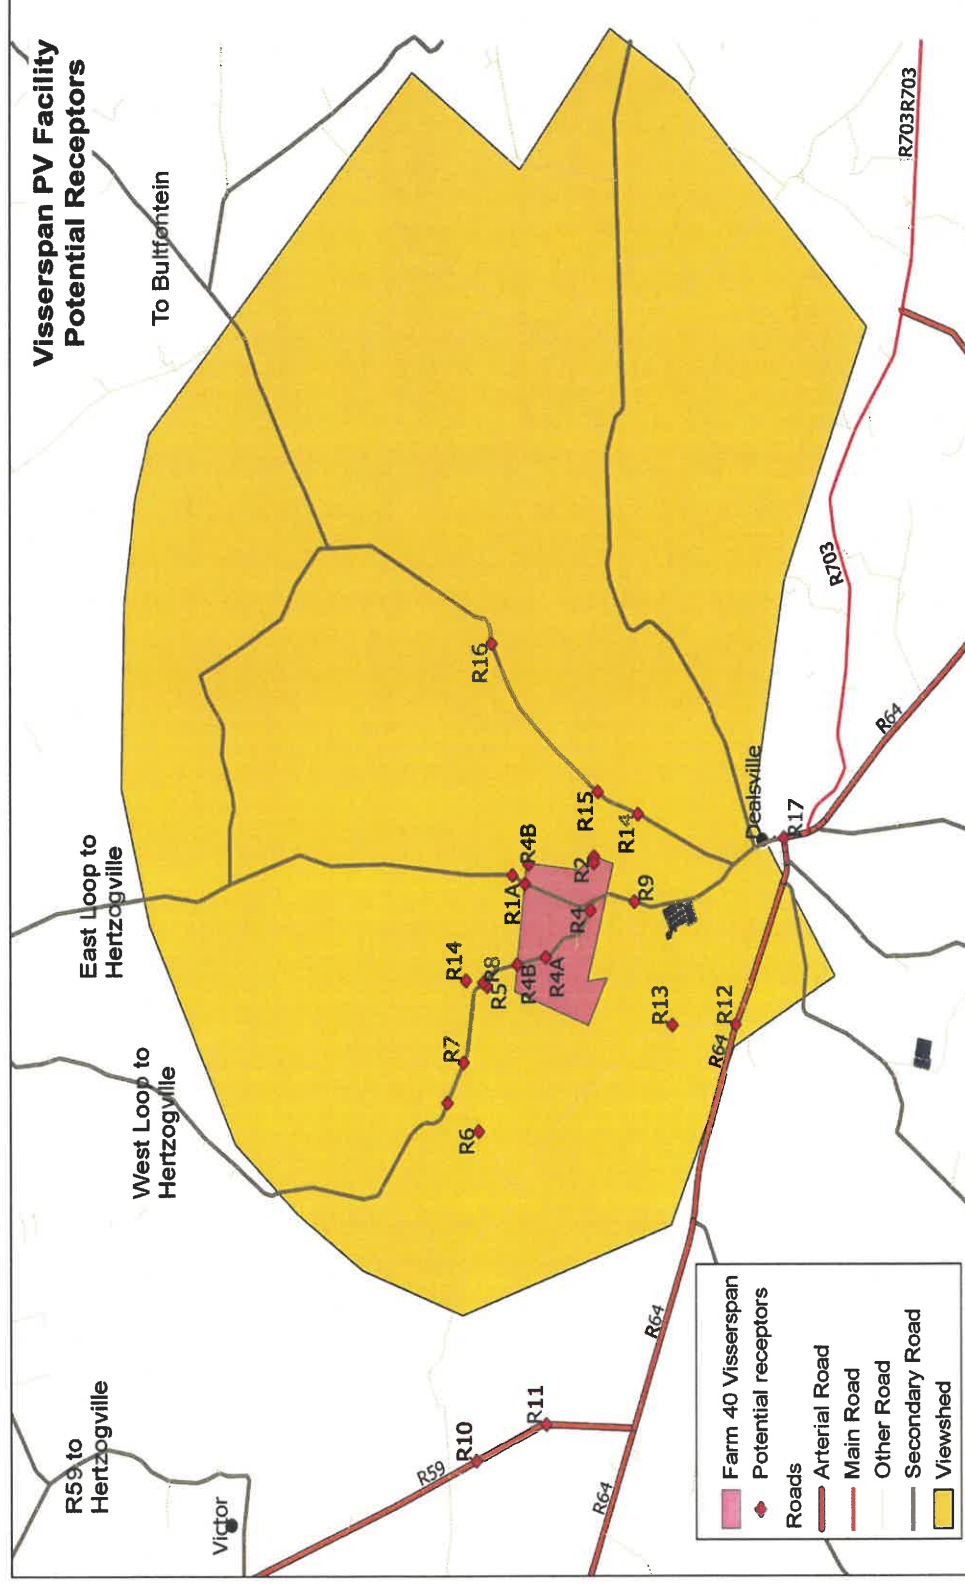 Visserspan PV Facility
Potential Receptors
To Bultfontein
East Loop to
Hertzogville
West Loop to
Hertzogville
R59 to
Hertzogville
Victor
R59
R10
R11
R64
R64
R64
R6
R7
R14
R5
R8
R4B
R4A
R4
R1A
R4B
R2
R9
R13
R12
R14
R15
R16
Dealsville
R17
R64
R703
R703R703
Farm 40 Visserspan
Potential receptors
Roads
Arterial Road
Main Road
Other Road
Secondary Road
Viewshed